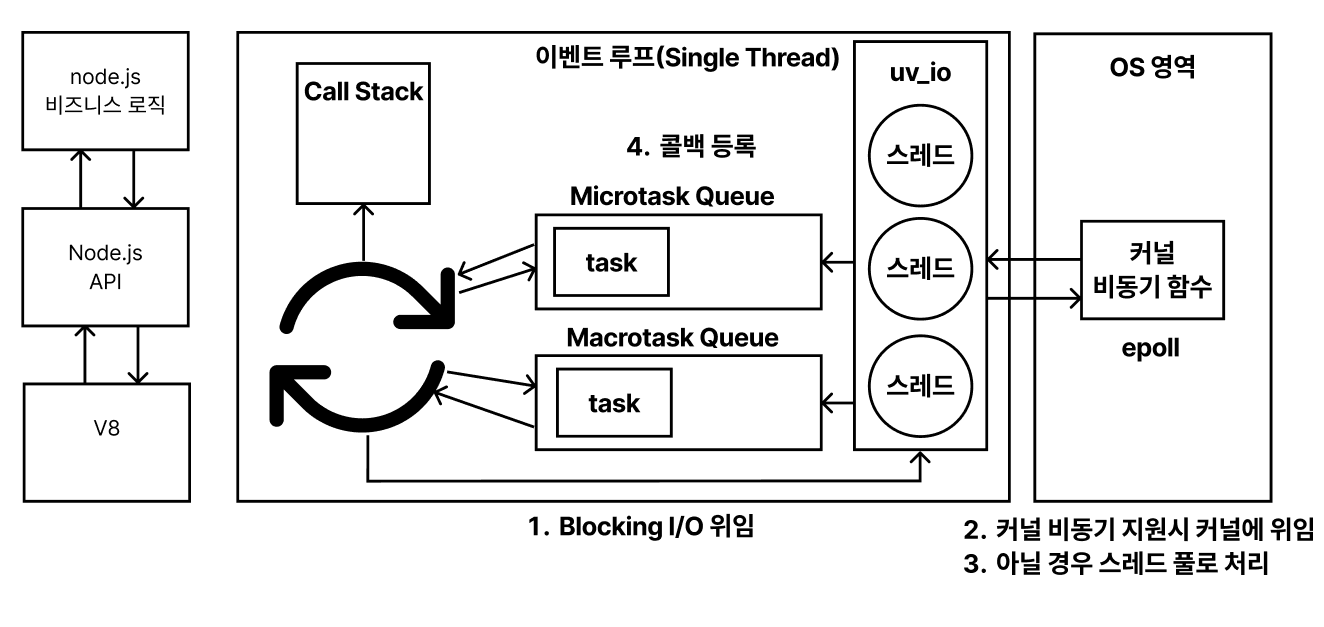 node.js
비즈니스 로직
Node.js
API
V8
이벤트 루프(Single Thread)
Call Stack
4. 콜백 등록
Microtask Queue
task
Macrotask Queue
task
uv_io
스레드
스레드
스레드
OS 영역
커널
비동기 함수
epoll
1. Blocking I/O 위임
2. 커널 비동기 지원시 커널에 위임
3. 아닐 경우 스레드 풀로 처리